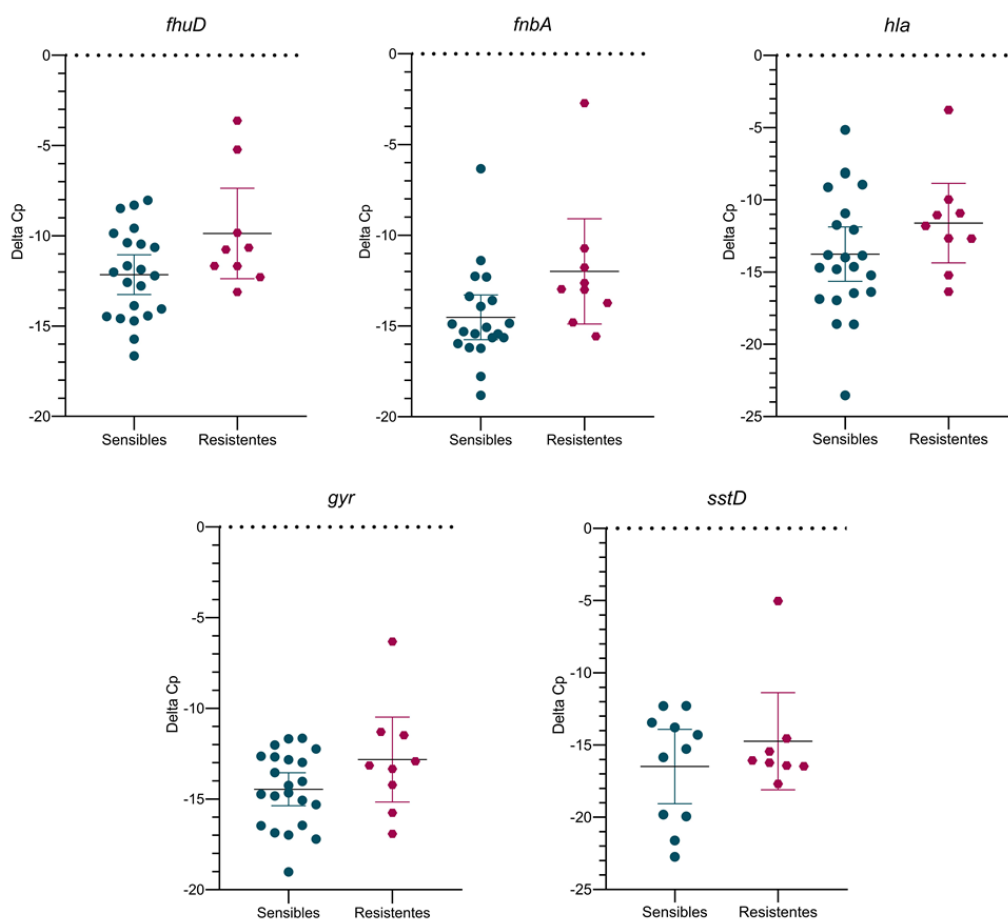 fhuD
0
-5
-10
-15
-20
Delta Cp
Sensibles
Resistentes
fnbA
0
-5
-10
-15
-20
Delta Cp
Sensibles
Resistentes
hla
0
-5
-10
-15
-20
-25
Delta Cp
Sensibles
Resistentes
gyr
0
-5
-10
-15
-20
Delta Cp
Sensibles
Resistentes
sstD
0
-5
-10
-15
-20
-25
Delta Cp
Sensibles
Resistentes